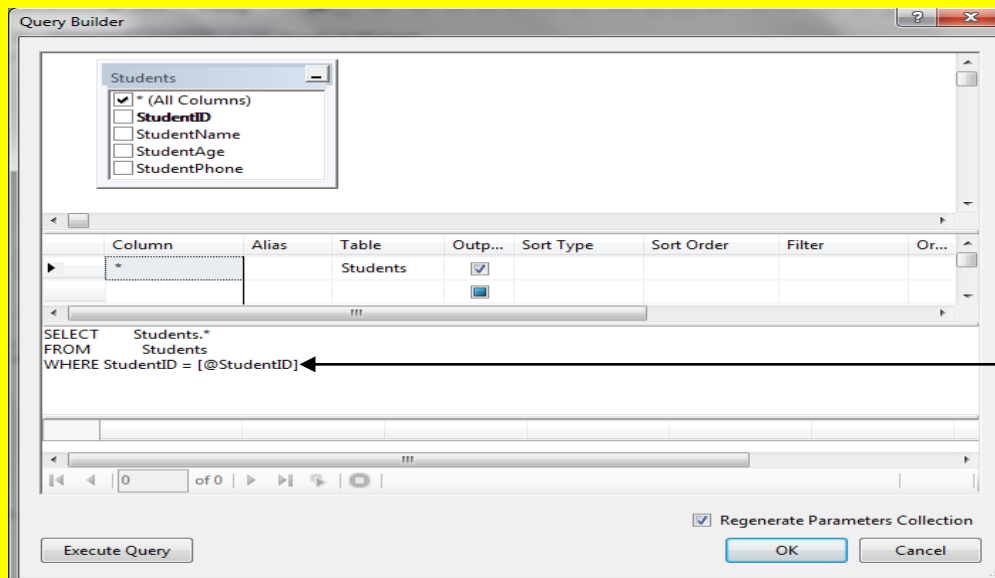 Query Builder
Students
* (All Columns)
StudentID
StudentName
StudentAge
StudentPhone
Column Alias Table Outp... Sort Type Sort Order Filter Or...
* Students
SELECT Students.*
FROM Students
WHERE StudentID = [@StudentID]
0 of 0
Regenerate Parameters Collection
Execute Query OK Cancel